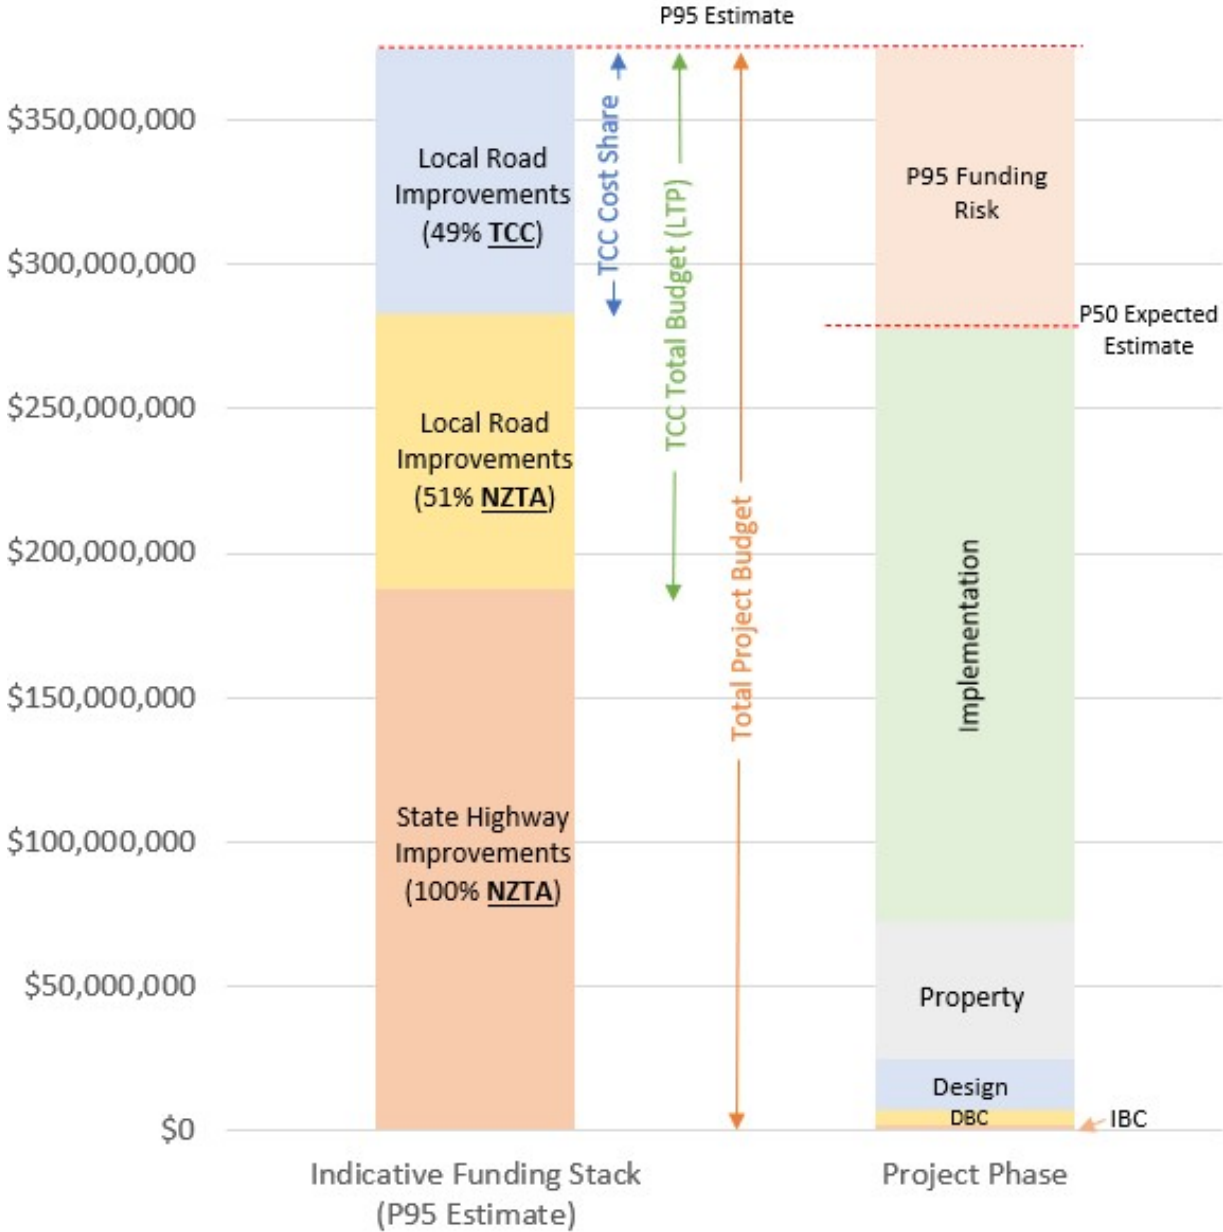 P95 Estimate
$350,000,000
$300,000,000
$250,000,000
$200,000,000
$150,000,000
$100,000,000
$50,000,000
$0
Local Road
Improvements
(49% TCC)
Local Road
Improvements
(51% NZTA)
State Highway
Improvements
(100% NZTA)
TCC Cost Share
TCC Total Budget (LTP)
Total Project Budget
P95 Funding
Risk
P50 Expected
Estimate
Implementation
Property
Design
DBC
IBC
Indicative Funding Stack
(P95 Estimate)
Project Phase